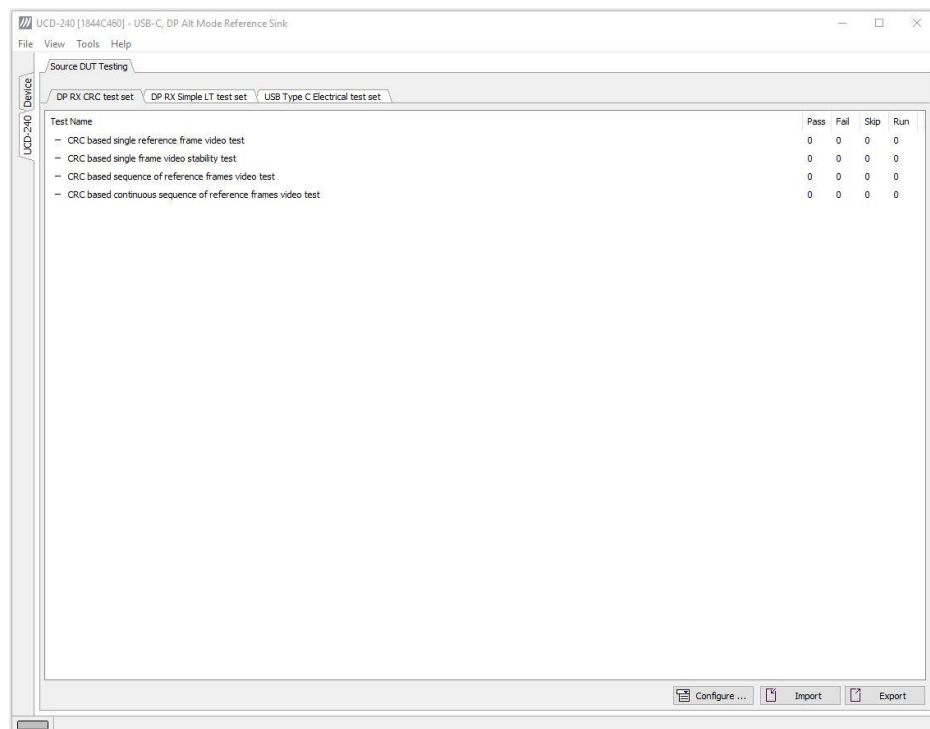 UCD-240 [1844C460] - USB-C, DP Alt Mode Reference Sink
File View Tools Help
Device
UCD-240
Source DUT Testing
DP RX CRC test set DP RX Simple LT test set USB Type C Electrical test set
Test Name Pass Fail Skip Run
CRC based single reference frame video test 0 0 0 0
CRC based single frame video stability test 0 0 0 0
CRC based sequence of reference frames video test 0 0 0 0
CRC based continuous sequence of reference frames video test 0 0 0 0
Configure ... Import Export